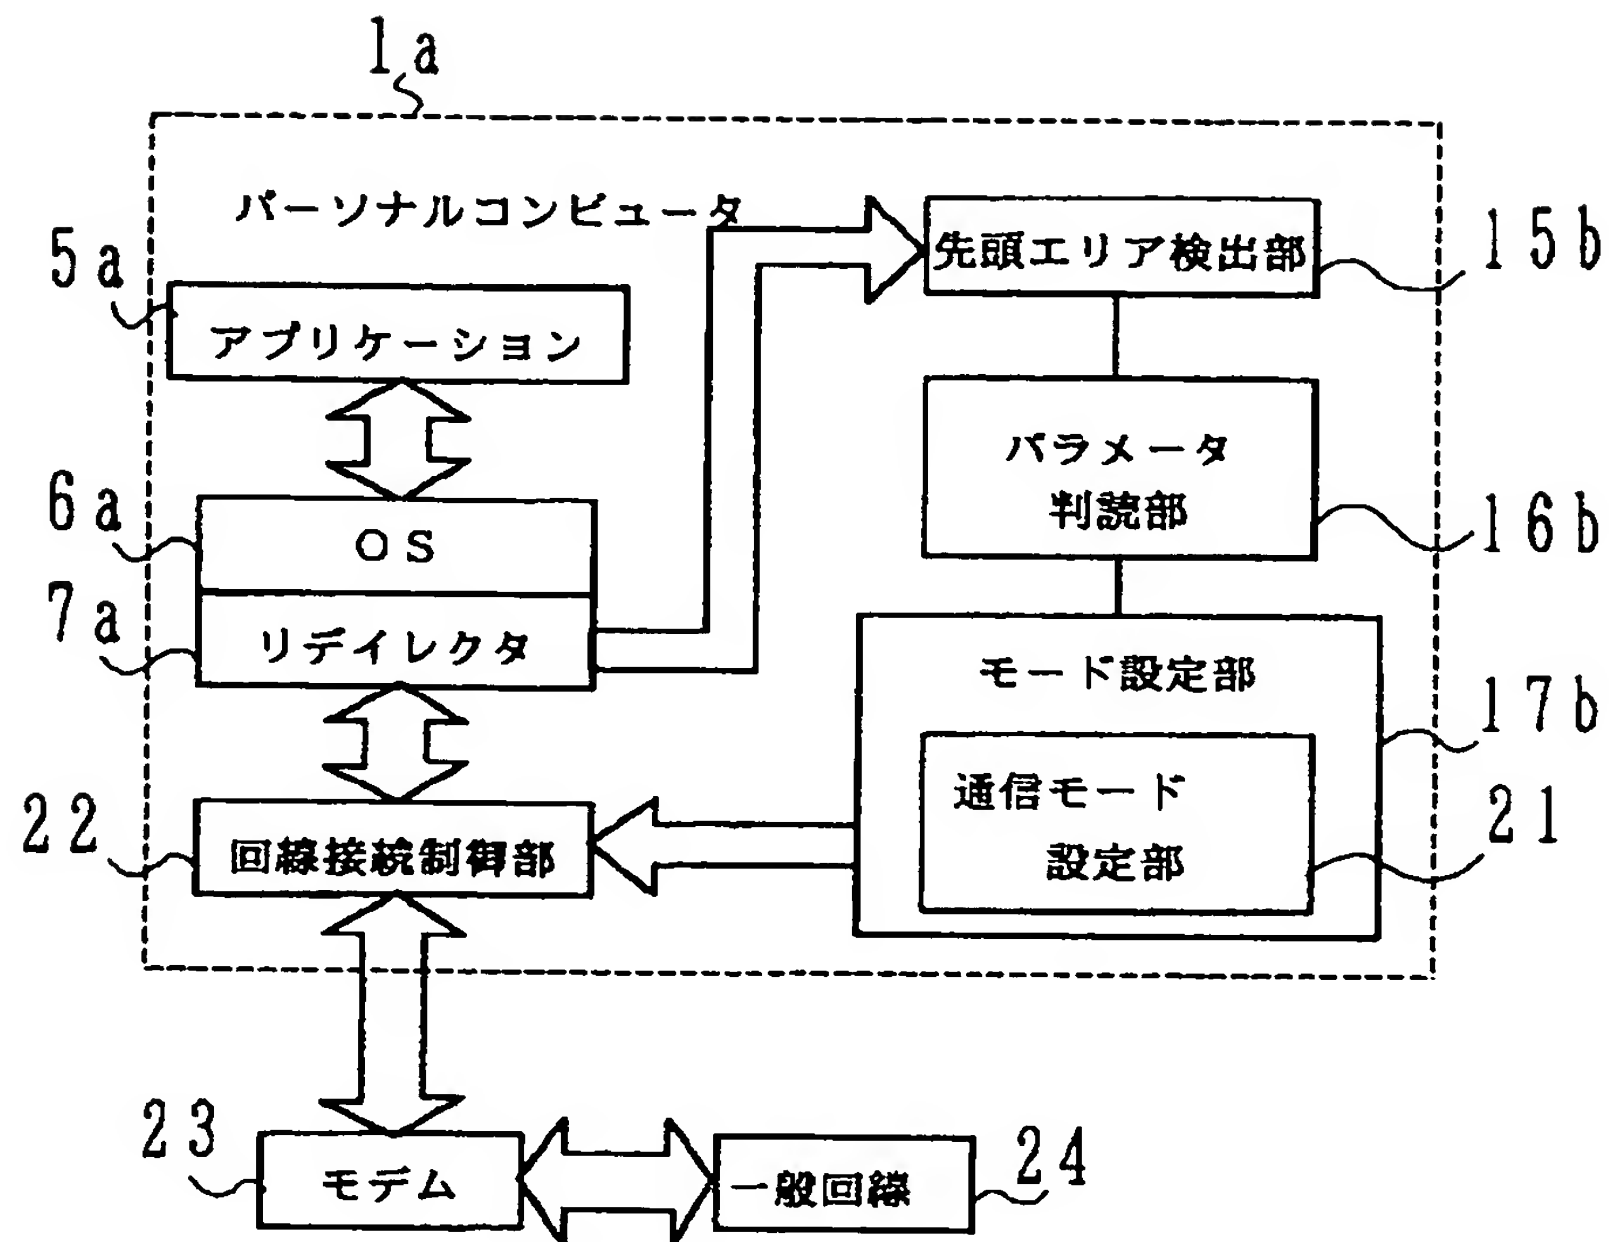 1a
パーソナルコンピュータ
先頭エリア検出部
15b
5a
アプリケーション
パラメータ
判読部
16b
6a
OS
7a
リデイレクタ
モード設定部
17b
通信モード
設定部
21
22
回線接続制御部
23
モデム
一般回線
24